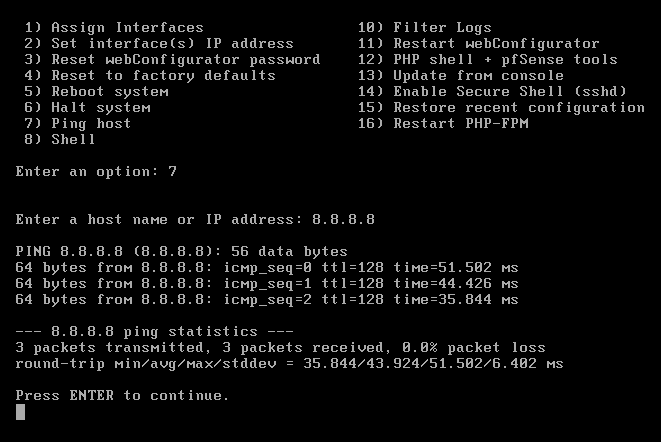 1) Assign Interfaces                  10) Filter Logs
2) Set interface(s) IP address        11) Restart webConfigurator
3) Reset webConfigurator password     12) PHP shell + pfSense tools
4) Reset to factory defaults          13) Update from console
5) Reboot system                      14) Enable Secure Shell (sshd)
6) Halt system                        15) Restore recent configuration
7) Ping host                          16) Restart PHP-FPM
8) Shell
Enter an option: 7
Enter a host name or IP address: 8.8.8.8
PING 8.8.8.8 (8.8.8.8): 56 data bytes
64 bytes from 8.8.8.8: icmp_seq=0 ttl=128 time=51.502 ms
64 bytes from 8.8.8.8: icmp_seq=1 ttl=128 time=44.426 ms
64 bytes from 8.8.8.8: icmp_seq=2 ttl=128 time=35.844 ms
--- 8.8.8.8 ping statistics ---
3 packets transmitted, 3 packets received, 0.0% packet loss
round-trip min/avg/max/stddev = 35.844/43.924/51.502/6.402 ms
Press ENTER to continue.